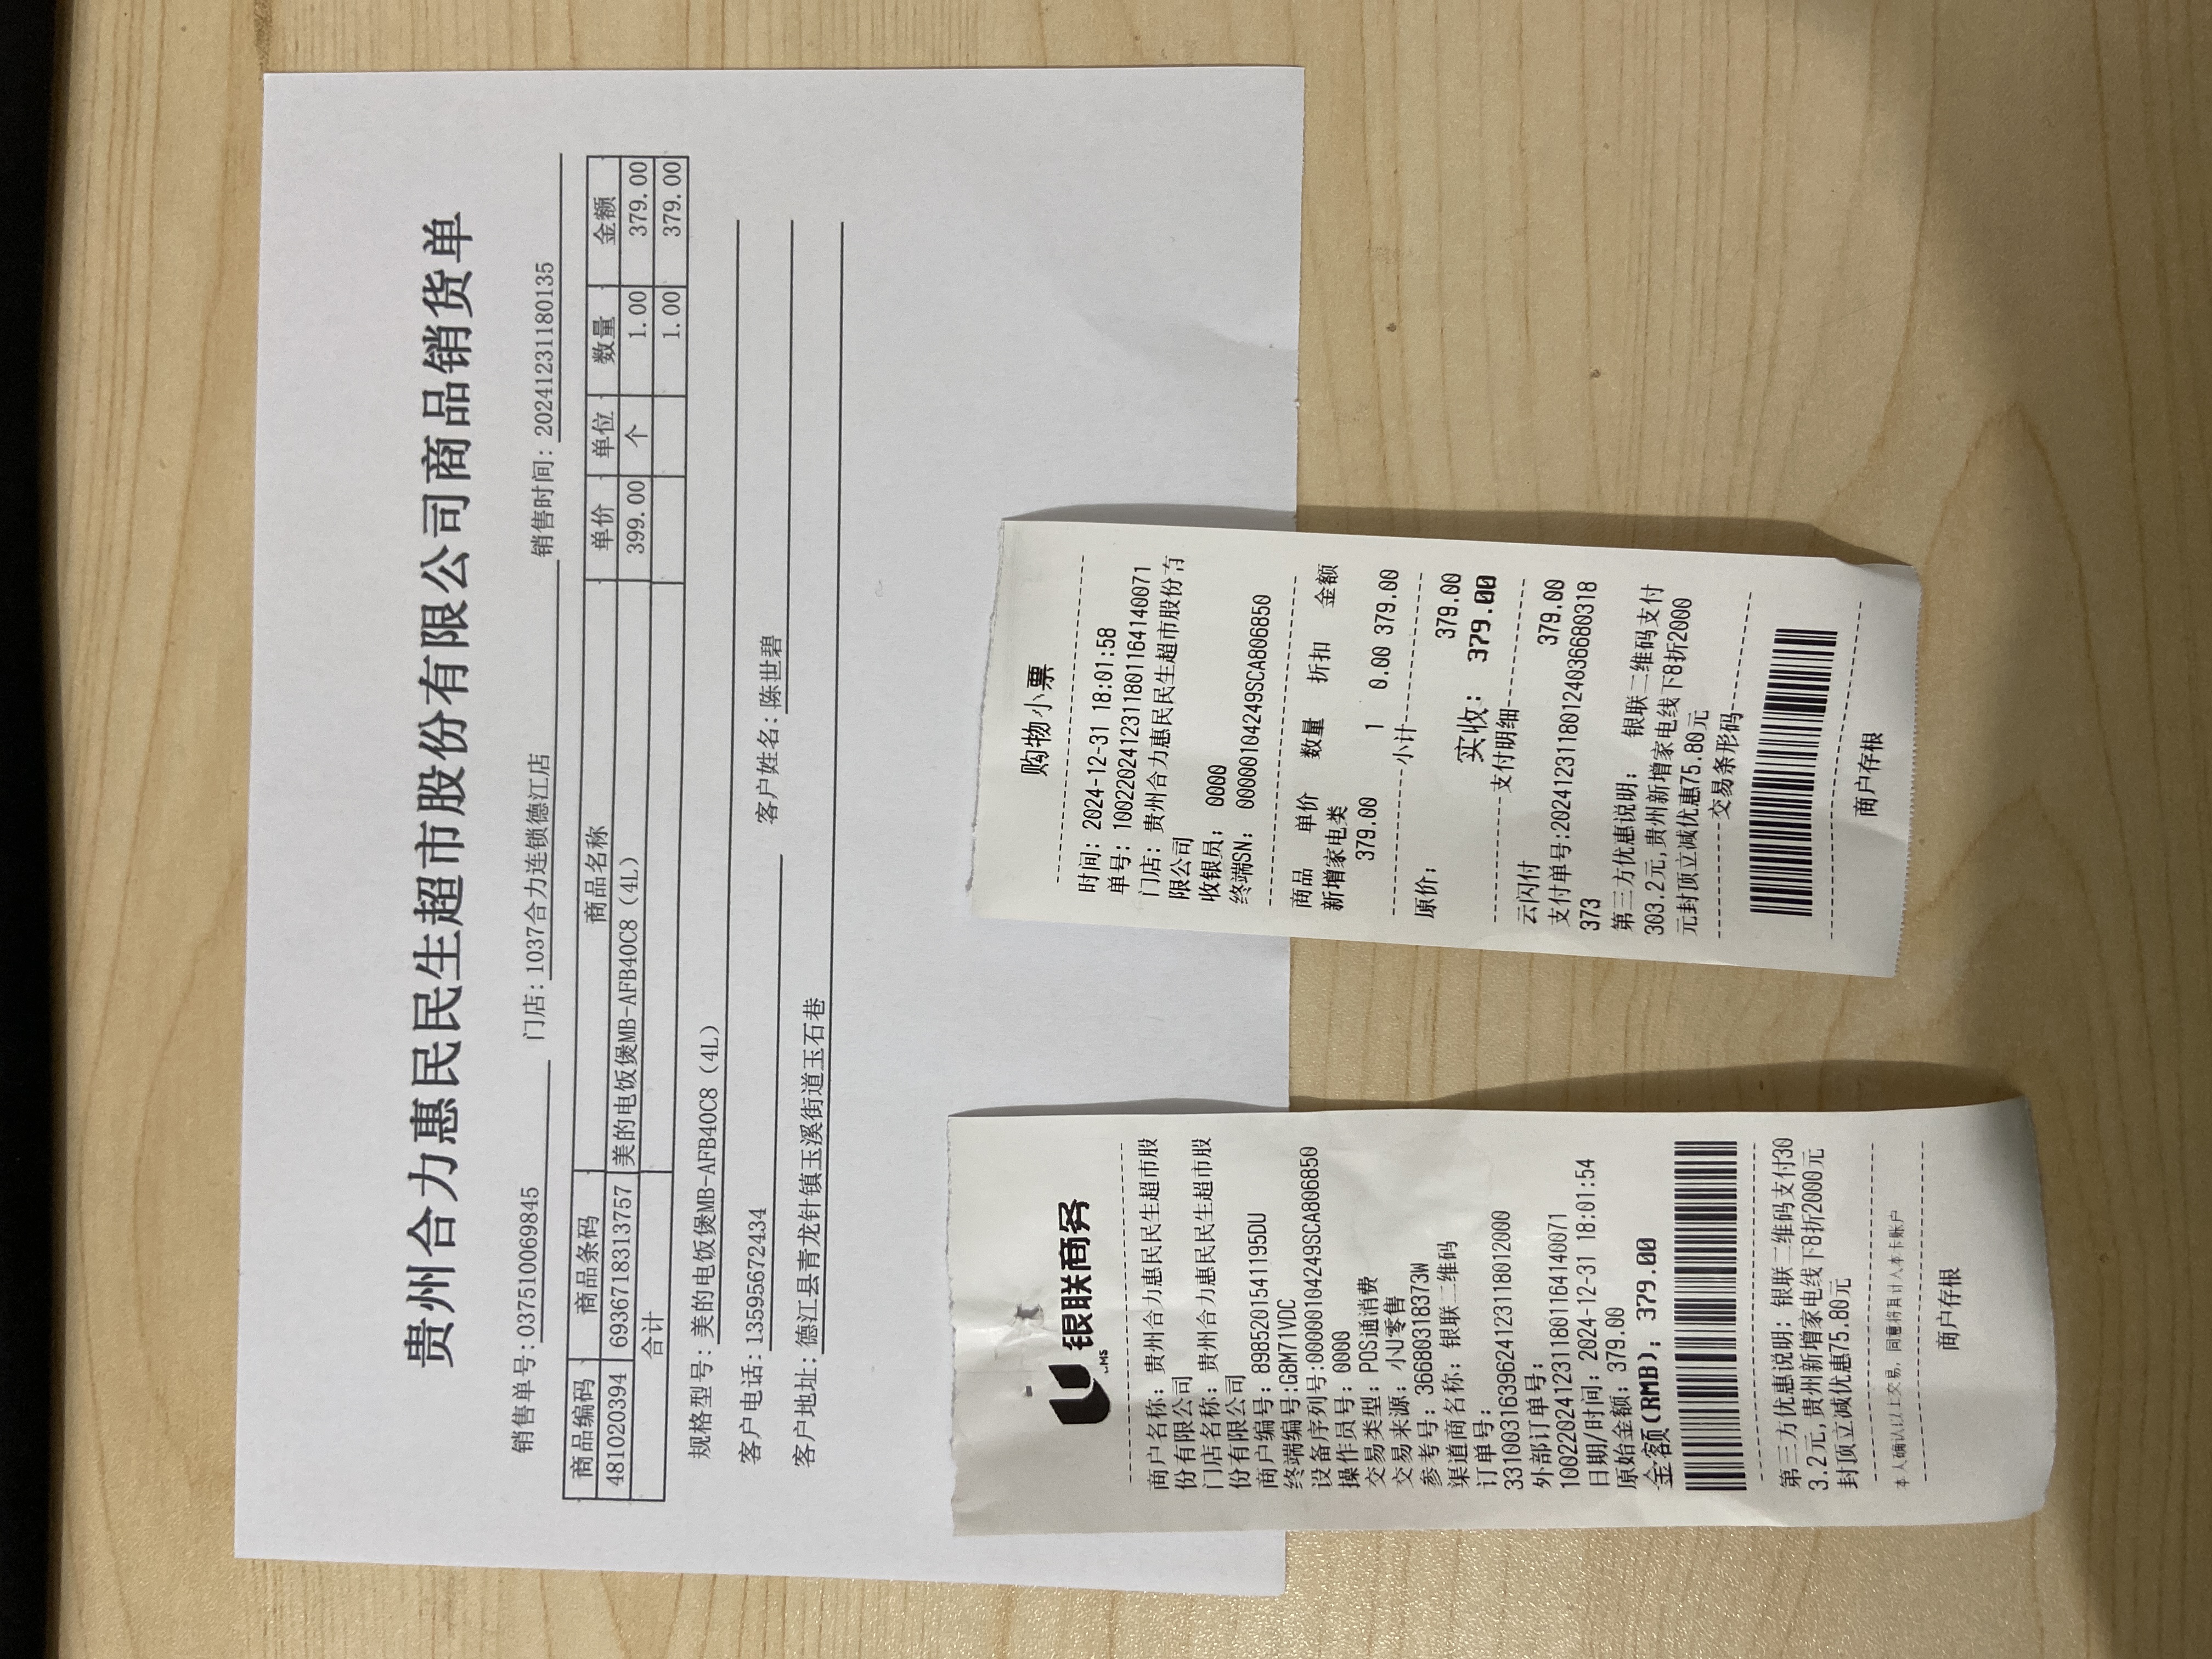 贵州合力惠民民生超市股份有限公司商品销货单
销售单号:037510069845 门店:1037合力连锁德江店 销售时间:20241231180135
商品编码 商品条码 商品名称 单价 单位 数量 金额
481020394 6936718313757 美的电饭煲MB-AFB40C8（4L） 399.00 个 1.00 379.00
合计 1.00 379.00
规格型号:美的电饭煲MB-AFB40C8（4L）
客户电话:13595672434 客户姓名:陈世碧
客户地址:德江县青龙针镇玉溪街道玉石巷
银联商务
商户名称: 贵州合力惠民民生超市股
份有限公司
门店名称: 贵州合力惠民民生超市股
份有限公司
商户编号: 89852015411195DU
终端编号:GBM71VDC
设备序列号:00000104249SCA806850
操作员号: 0000
交易类型: POS通消费
交易来源: 小U零售
参考号: 36680318373W
渠道商名称: 银联二维码
订单号:
33100316396241231180120​00
外部订单号:
10022024123118011641400​71
日期/时间: 2024-12-31 18:01:54
原始金额: 379.00
金额(RMB): 379.00
第三方优惠说明: 银联二维码支付30
3.2元,贵州新增家电线下8折2000元
封顶立减优惠75.80元
本人确认以上交易，同意将其计入本卡账户
商户存根
购物小票
时间: 2024-12-31 18:01:58
单号: 1002202412311801164140071
门店: 贵州合力惠民民生超市股份有
限公司
收银员: 0000
终端SN: 00000104249SCA806850
商品 单价 数量 折扣 金额
新增家电类
379.00 1 0.00 379.00
小计
原价: 379.00
实收: 379.00
支付明细
云闪付 379.00
支付单号:20241231180124036680318
373
第三方优惠说明: 银联二维码支付
303.2元,贵州新增家电线下8折2000
元封顶立减优惠75.80元
交易条形码
商户存根